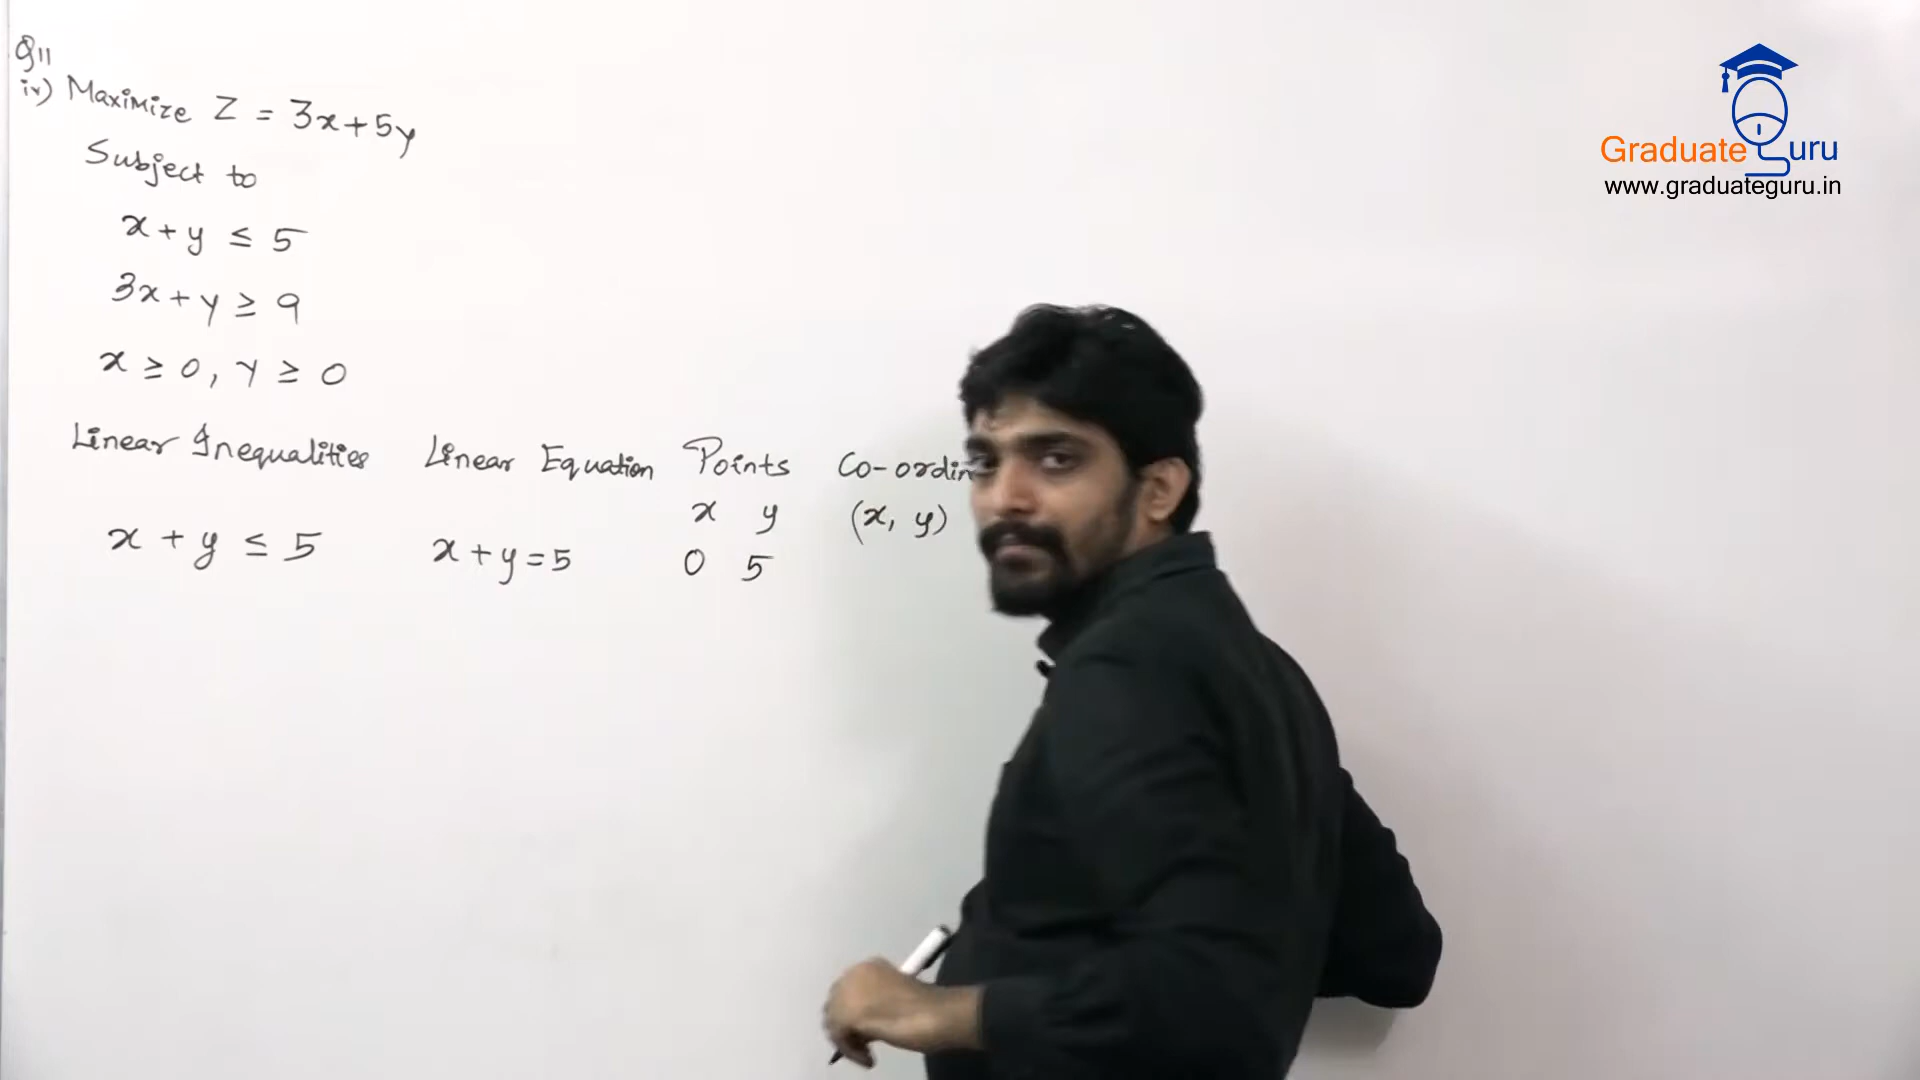 Q11
iv) Maximize Z = 3x+5y
Subject to
x+y ≤ 5
3x+y ≥ 9
x ≥ 0, y ≥ 0
Linear Inequalities Linear Equation Points Co-ordin
x y (x, y)
x + y ≤ 5 x+y=5 0 5
Graduate Guru
www.graduateguru.in